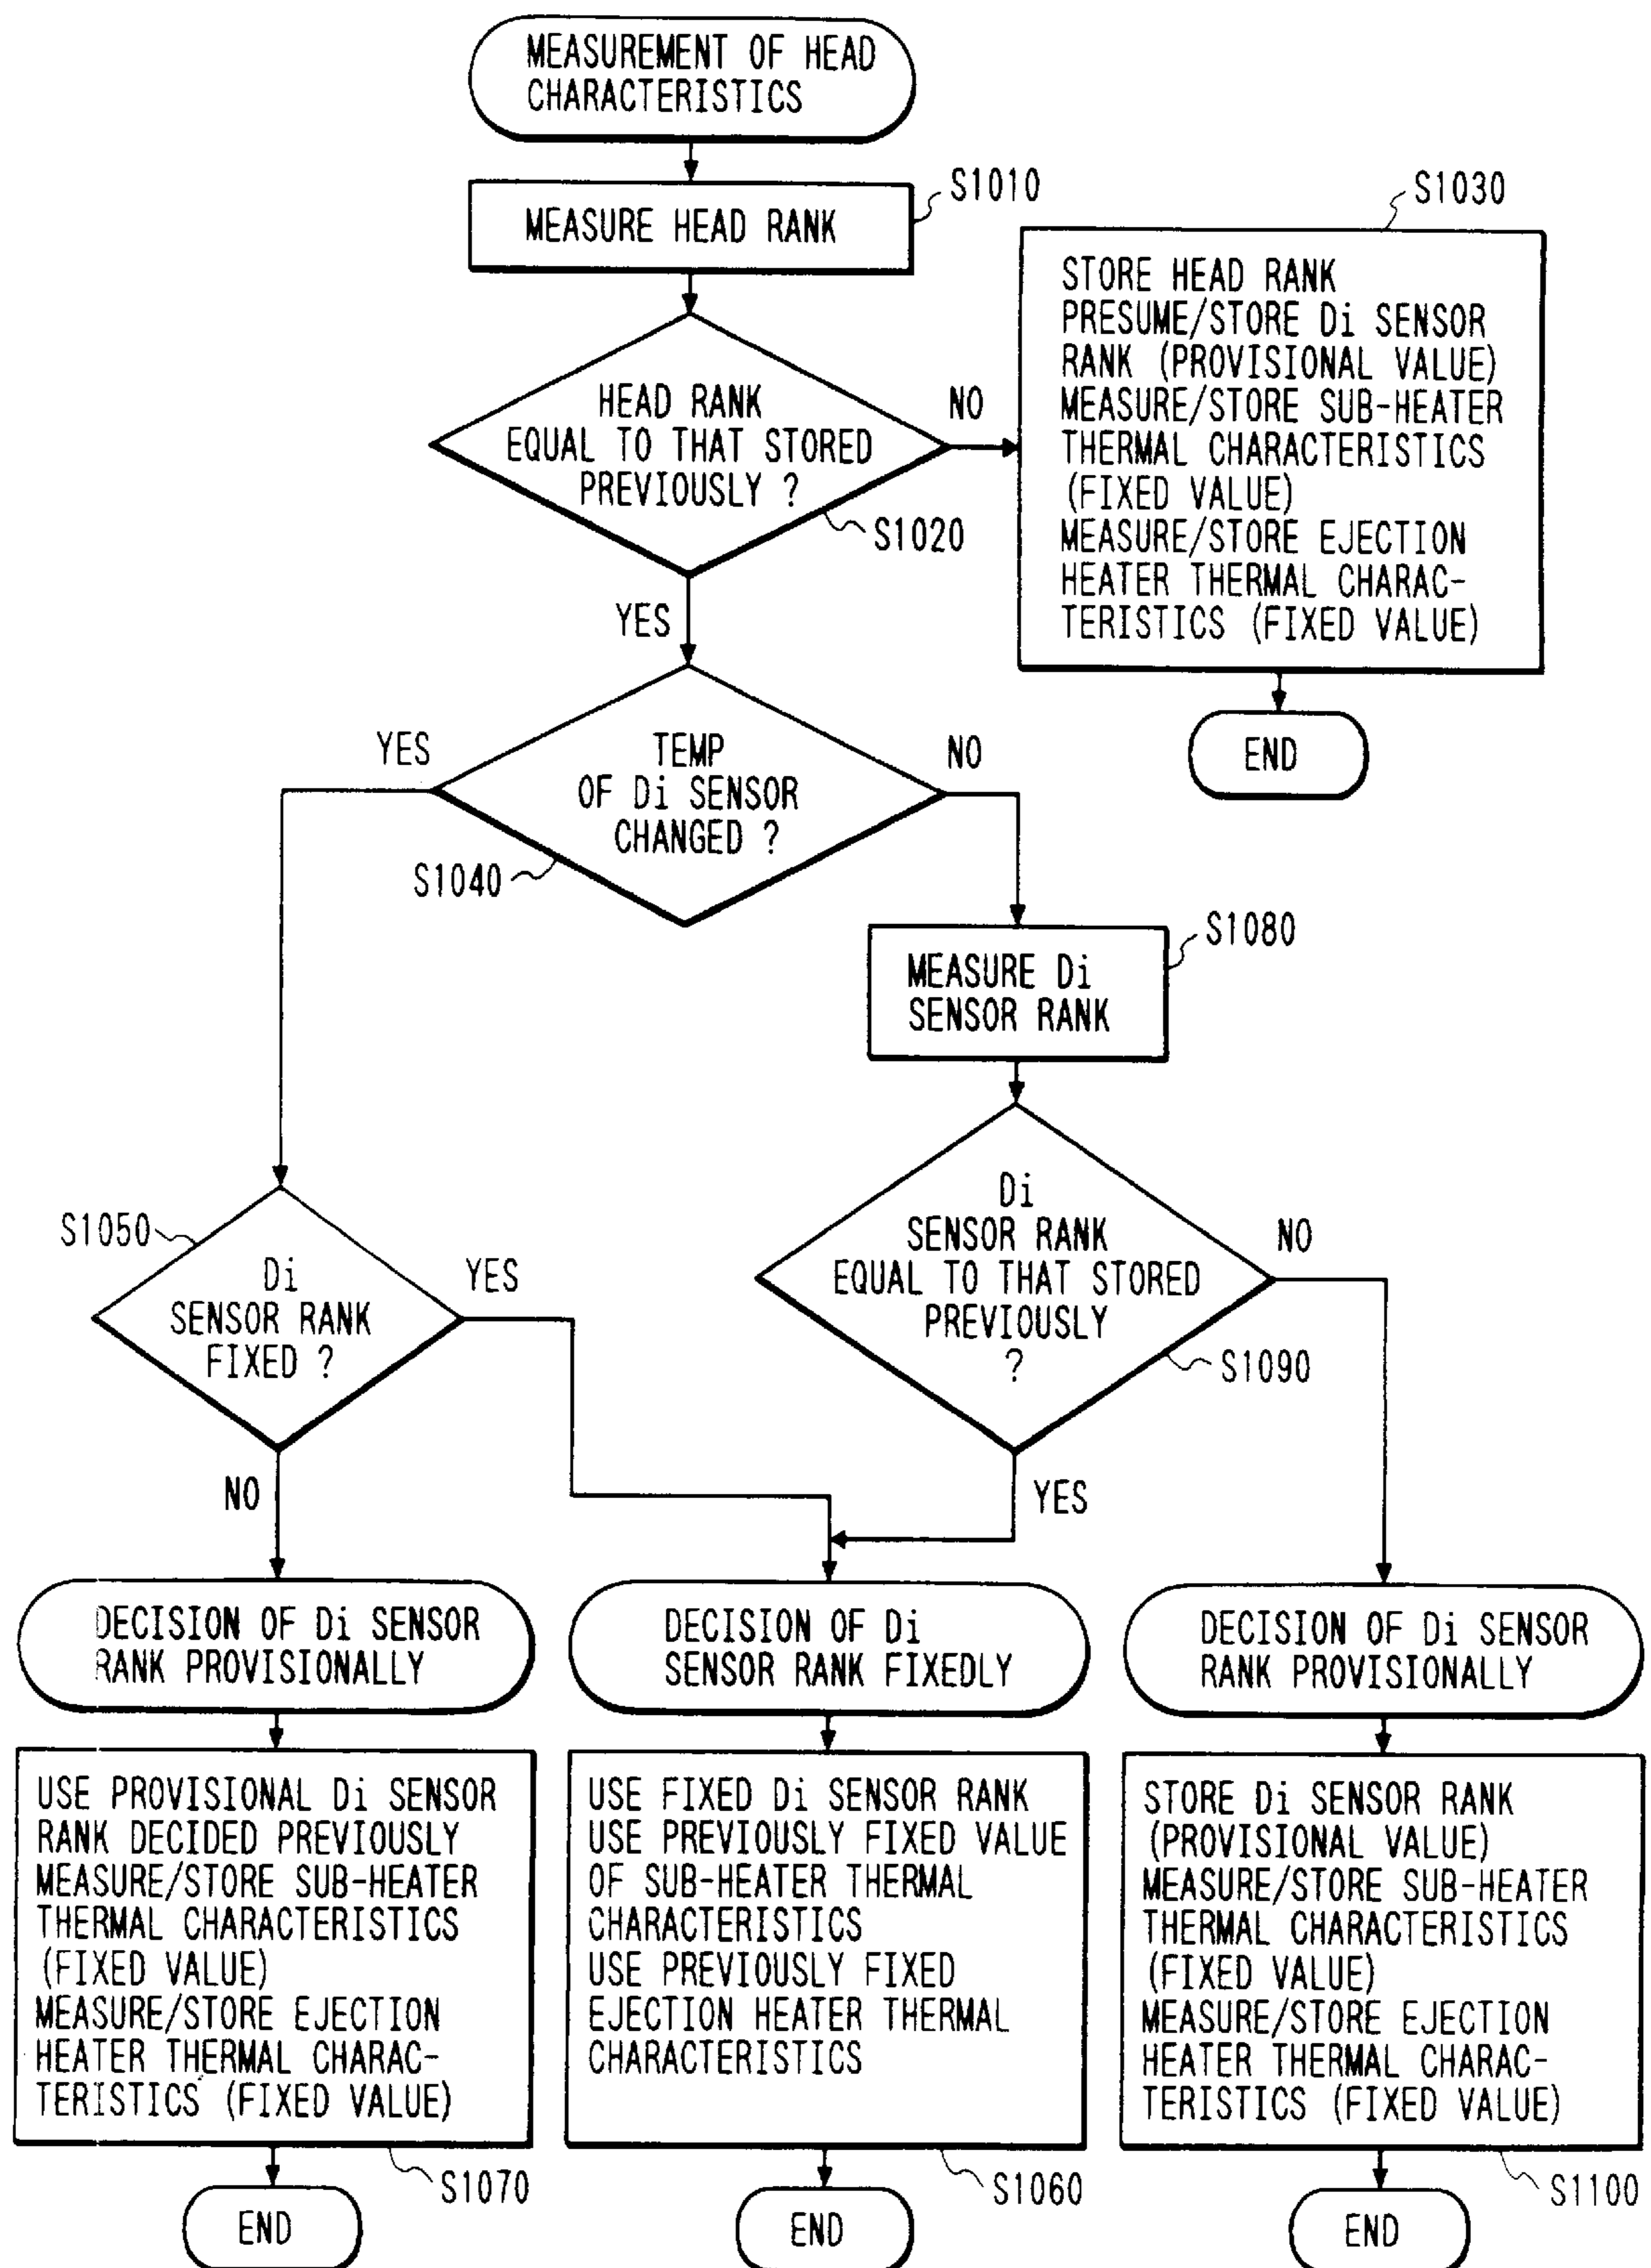 MEASUREMENT OF HEAD
CHARACTERISTICS
S1010
MEASURE HEAD RANK
S1030
STORE HEAD RANK
PRESUME/STORE Di SENSOR
RANK (PROVISIONAL VALUE)
MEASURE/STORE SUB-HEATER
THERMAL CHARACTERISTICS
(FIXED VALUE)
MEASURE/STORE EJECTION
HEATER THERMAL CHARAC-
TERISTICS (FIXED VALUE)
END
HEAD RANK
EQUAL TO THAT STORED
PREVIOUSLY ?
NO
S1020
YES
TEMP
OF Di SENSOR
CHANGED ?
YES
NO
S1040
S1080
MEASURE Di
SENSOR RANK
S1050
Di
SENSOR RANK
FIXED ?
YES
NO
Di
SENSOR RANK
EQUAL TO THAT STORED
PREVIOUSLY
?
NO
S1090
YES
DECISION OF Di SENSOR
RANK PROVISIONALLY
USE PROVISIONAL Di SENSOR
RANK DECIDED PREVIOUSLY
MEASURE/STORE SUB-HEATER
THERMAL CHARACTERISTICS
(FIXED VALUE)
MEASURE/STORE EJECTION
HEATER THERMAL CHARAC-
TERISTICS (FIXED VALUE)
S1070
END
DECISION OF Di
SENSOR RANK FIXEDLY
USE FIXED Di SENSOR RANK
USE PREVIOUSLY FIXED VALUE
OF SUB-HEATER THERMAL
CHARACTERISTICS
USE PREVIOUSLY FIXED
EJECTION HEATER THERMAL
CHARACTERISTICS
S1060
END
DECISION OF Di SENSOR
RANK PROVISIONALLY
STORE Di SENSOR RANK
(PROVISIONAL VALUE)
MEASURE/STORE SUB-HEATER
THERMAL CHARACTERISTICS
(FIXED VALUE)
MEASURE/STORE EJECTION
HEATER THERMAL CHARAC-
TERISTICS (FIXED VALUE)
S1100
END